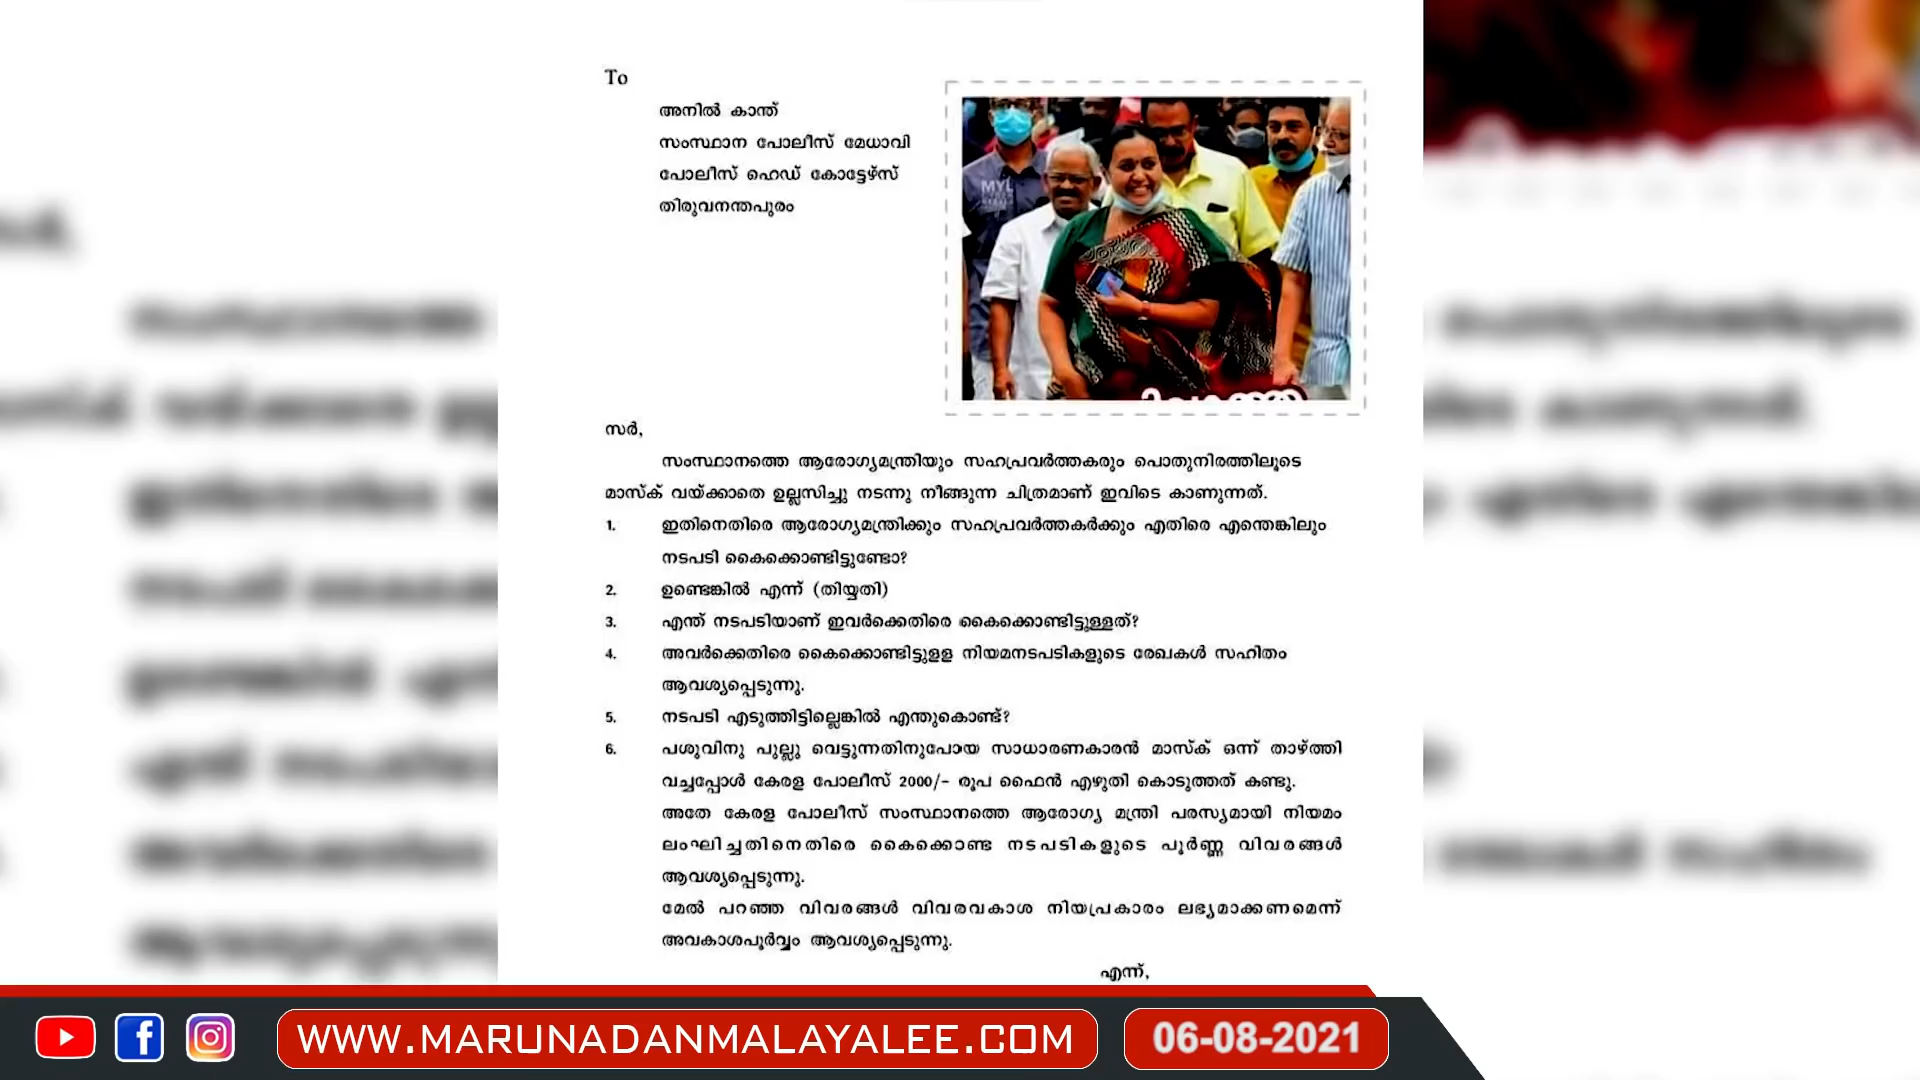 To
അനിൽ കാന്ത്
സംസ്ഥാന പോലീസ് മേധാവി
പോലീസ് ഹെഡ് കോട്ടേഴ്സ്
തിരുവനന്തപുരം
MYL
സർ,
സംസ്ഥാനത്തെ ആരോഗ്യമന്ത്രിയും സഹപ്രവർത്തകരും പൊതുനിരത്തിലൂടെ
മാസ്ക് വയ്ക്കാതെ ഉല്ലസിച്ചു നടന്നു നീങ്ങുന്ന ചിത്രമാണ് ഇവിടെ കാണുന്നത്.
1. ഇതിനെതിരെ ആരോഗ്യമന്ത്രിക്കും സഹപ്രവർത്തകർക്കും എതിരെ എന്തെങ്കിലും
നടപടി കൈക്കൊണ്ടിട്ടുണ്ടോ?
2. ഉണ്ടെങ്കിൽ എന്ന് (തിയ്യതി)
3. എന്ത് നടപടിയാണ് ഇവർക്കെതിരെ കൈക്കൊണ്ടിട്ടുള്ളത്?
4. അവർക്കെതിരെ കൈക്കൊണ്ടിട്ടുളള നിയമനടപടികളുടെ രേഖകൾ സഹിതം
ആവശ്യപ്പെടുന്നു.
5. നടപടി എടുത്തിട്ടില്ലെങ്കിൽ എന്തുകൊണ്ട്?
6. പശുവിനു പുല്ലു വെട്ടുന്നതിനുപോയ സാധാരണകാരൻ മാസ്ക് ഒന്ന് താഴ്ത്തി
വച്ചപ്പോൾ കേരള പോലീസ് 2000/- രൂപ ഫൈൻ എഴുതി കൊടുത്തത് കണ്ടു.
അതേ കേരള പോലീസ് സംസ്ഥാനത്തെ ആരോഗ്യ മന്ത്രി പരസ്യമായി നിയമം
ലംഘിച്ചതിനെതിരെ കൈക്കൊണ്ട നടപടികളുടെ പൂർണ്ണ വിവരങ്ങൾ
ആവശ്യപ്പെടുന്നു.
മേൽ പറഞ്ഞ വിവരങ്ങൾ വിവരവകാശ നിയപ്രകാരം ലഭ്യമാക്കണമെന്ന്
അവകാശപൂർവ്വം ആവശ്യപ്പെടുന്നു.
എന്ന്,
WWW.MARUNADANMALAYALEE.COM
06-08-2021